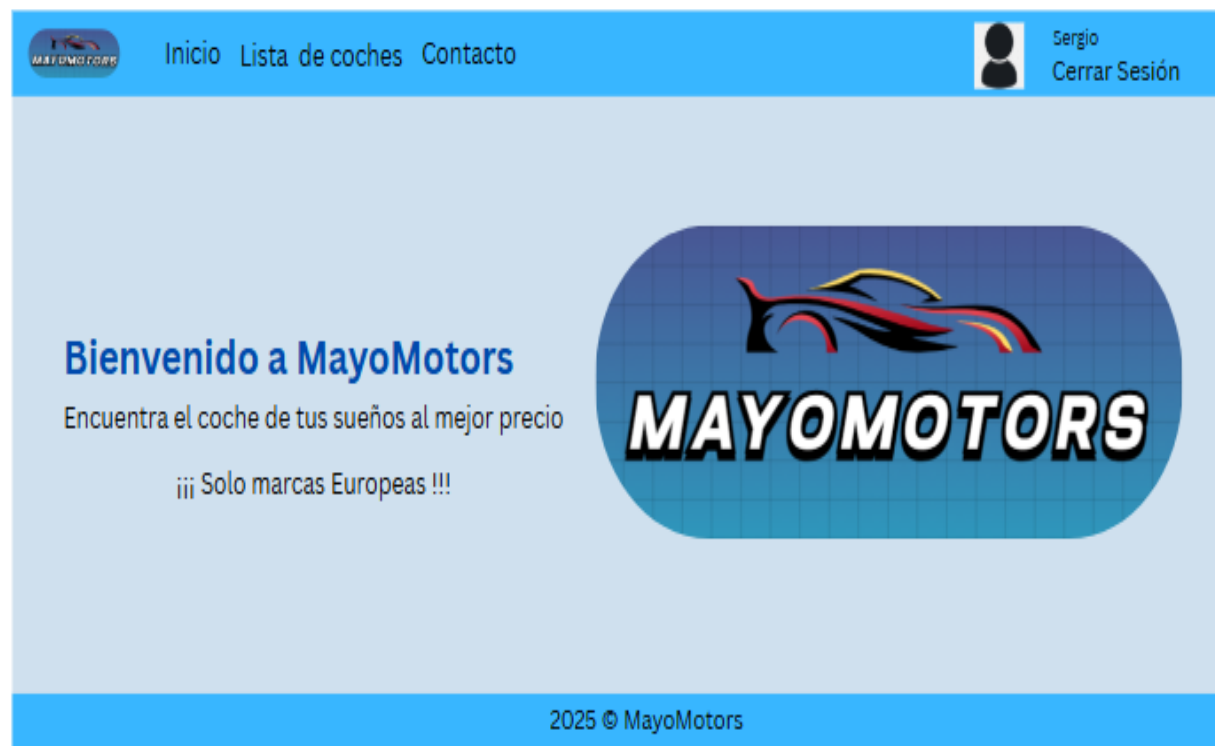 MAYOMOTORS
Inicio Lista de coches Contacto
Sergio
Cerrar Sesión
Bienvenido a MayoMotors
Encuentra el coche de tus sueños al mejor precio
¡¡¡ Solo marcas Europeas !!!
MAYOMOTORS
2025 © MayoMotors